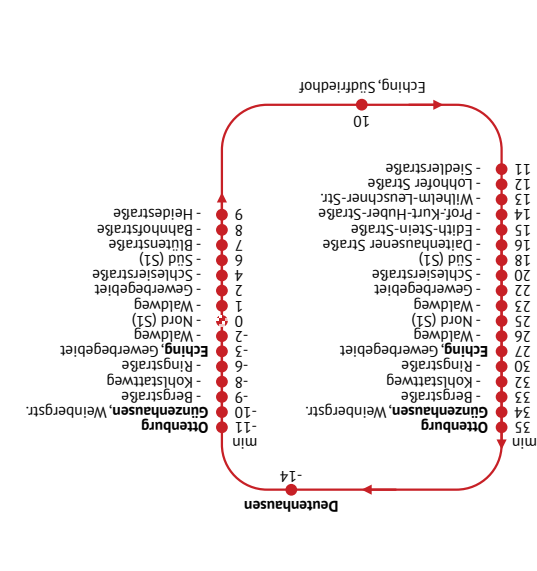 Deutenhausen
-14
min
35 Ottenburg
34 Günzenhausen, Weinbergstr.
33 - Bergstraße
32 - Kohlstattweg
30 - Ringstraße
27 Eching, Gewerbegebiet
26 - Waldweg
25 - Nord (S1)
23 - Waldweg
22 - Gewerbegebiet
20 - Schlesierstraße
18 - Süd (S1)
16 - Daitenhausener Straße
15 - Edith-Stein-Straße
14 - Prof.-Kurt-Huber-Straße
13 - Wilhelm-Leuschner-Str.
12 - Lohhofer Straße
11 - Siedlerstraße
min
-11 Ottenburg
-10 Günzenhausen, Weinbergstr.
-9 - Bergstraße
-8 - Kohlstattweg
-6 - Ringstraße
-3 Eching, Gewerbegebiet
-2 - Waldweg
0 - Nord (S1)
1 - Waldweg
2 - Gewerbegebiet
4 - Schlesierstraße
6 - Süd (S1)
7 - Blütenstraße
8 - Bahnhofstraße
9 - Heidestraße
10
Eching, Südfriedhof